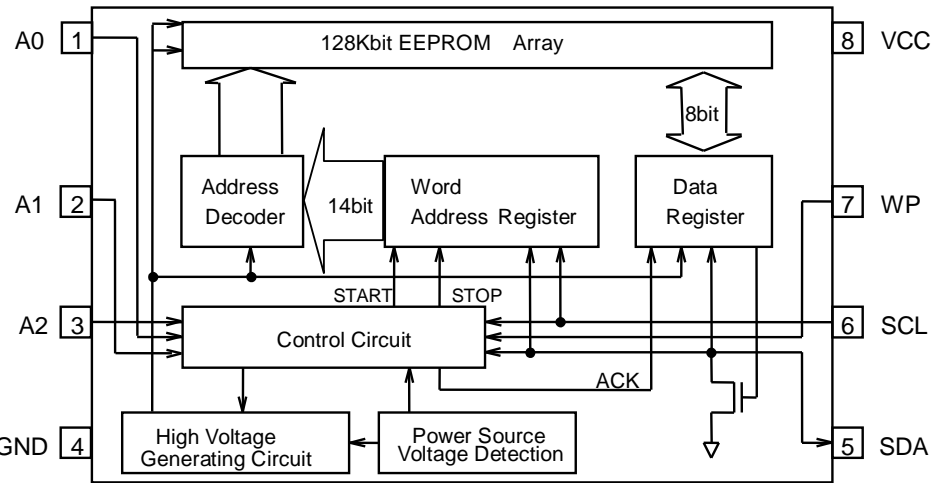 A0 1
128Kbit EEPROM Array
8 VCC
8bit
A1 2
Address
Decoder
14bit
Word
Address Register
Data
Register
7 WP
START
STOP
A2 3
Control Circuit
6 SCL
ACK
GND 4
High Voltage
Generating Circuit
Power Source
Voltage Detection
5 SDA